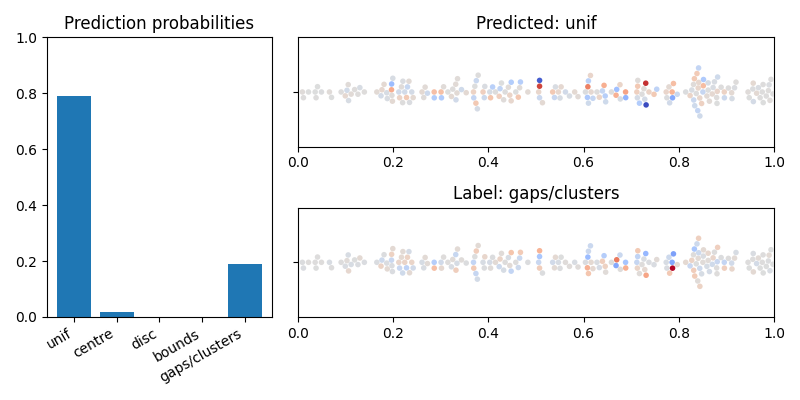 Prediction probabilities
1.0
0.8
0.6
0.4
0.2
0.0
unif
centre
disc
bounds
gaps/clusters
Predicted: unif
0.0 0.2 0.4 0.6 0.8 1.0
Label: gaps/clusters
0.0 0.2 0.4 0.6 0.8 1.0